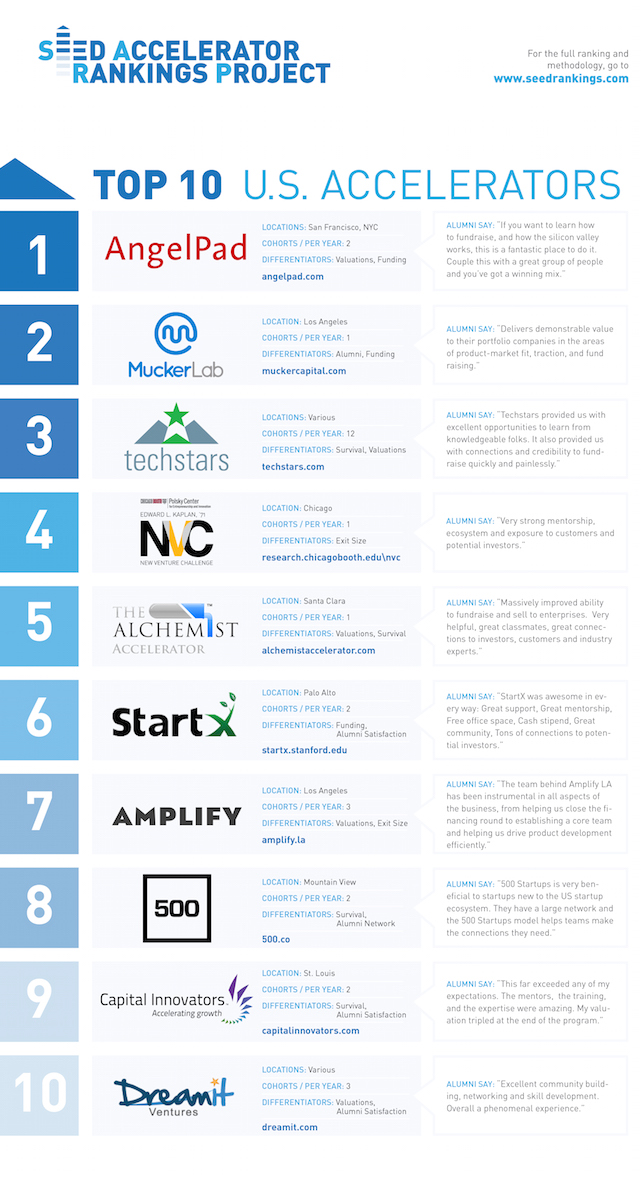 SEED ACCELERATOR
RANKINGS PROJECT
For the full ranking and
methodology, go to
www.seedrankings.com
TOP 10 U.S. ACCELERATORS
1
AngelPad
LOCATIONS: San Francisco, NYC
COHORTS / PER YEAR: 2
DIFFERENTIATORS: Valuations, Funding
angelpad.com
ALUMNI SAY: "If you want to learn how
to fundraise, and how the silicon valley
works, this is a fantastic place to do it.
Couple this with a great group of people
and you've got a winning mix."
2
MuckerLab
LOCATION: Los Angeles
COHORTS / PER YEAR: 1
DIFFERENTIATORS: Alumni, Funding
muckercapital.com
ALUMNI SAY: "Delivers demonstrable value
to their portfolio companies in the areas
of product-market fit, traction, and fund
raising."
3
techstars
LOCATIONS: Various
COHORTS / PER YEAR: 12
DIFFERENTIATORS: Survival, Valuations
techstars.com
ALUMNI SAY: "Techstars provided us with
excellent opportunities to learn from
knowledgeable folks. It also provided us
with connections and credibility to fund-
raise quickly and painlessly."
4
Polsky Center
EDWARD L. KAPLAN, '71
NVC
NEW VENTURE CHALLENGE
LOCATION: Chicago
COHORTS / PER YEAR: 1
DIFFERENTIATORS: Exit Size
research.chicagobooth.edu\nvc
ALUMNI SAY: "Very strong mentorship,
ecosystem and exposure to customers and
potential investors."
5
THE
ALCHEMIST
ACCELERATOR
LOCATION: Santa Clara
COHORTS / PER YEAR: 1
DIFFERENTIATORS: Valuations, Survival
alchemistaccelerator.com
ALUMNI SAY: "Massively improved ability
to fundraise and sell to enterprises. Very
helpful, great classmates, great connec-
tions to investors, customers and industry
experts."
6
StartX
LOCATION: Palo Alto
COHORTS / PER YEAR: 2
DIFFERENTIATORS: Funding,
Alumni Satisfaction
startx.stanford.edu
ALUMNI SAY: "StartX was awesome in ev-
ery way: Great support, Great mentorship,
Free office space, Cash stipend, Great
community, Tons of connections to poten-
tial investors."
7
AMPLIFY
LOCATION: Los Angeles
COHORTS / PER YEAR: 3
DIFFERENTIATORS: Valuations, Exit Size
amplify.la
ALUMNI SAY: "The team behind Amplify LA
has been instrumental in all aspects of
the business, from helping us close the fi-
nancing round to establishing a core team
and helping us drive product development
efficiently."
8
500
LOCATION: Mountain View
COHORTS / PER YEAR: 2
DIFFERENTIATORS: Survival,
Alumni Network
500.co
ALUMNI SAY: "500 Startups is very ben-
eficial to startups new to the US startup
ecosystem. They have a large network and
the 500 Startups model helps teams make
the connections they need."
9
Capital Innovators
Accelerating growth
LOCATION: St. Louis
COHORTS / PER YEAR: 2
DIFFERENTIATORS: Survival,
Alumni Satisfaction
capitalinnovators.com
ALUMNI SAY: "This far exceeded any of my
expectations. The mentors, the training,
and the expertise were amazing. My valu-
ation tripled at the end of the program."
10
Dreamit
Ventures
LOCATIONS: Various
COHORTS / PER YEAR: 3
DIFFERENTIATORS: Valuations,
Alumni Satisfaction
dreamit.com
ALUMNI SAY: "Excellent community build-
ing, networking and skill development.
Overall a phenomenal experience."